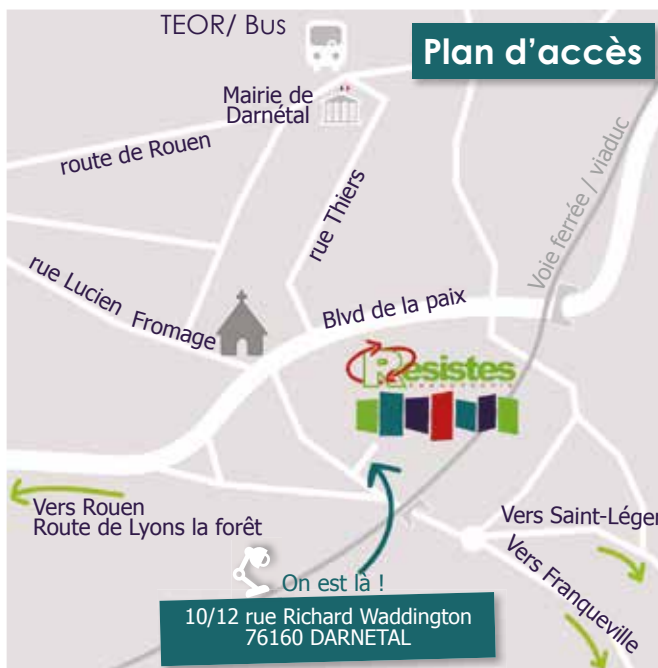 TEOR/ Bus
Plan d'accès
Mairie de
Darnétal
route de Rouen
rue Thiers
Voie ferrée / viaduc
rue Lucien Fromage
Blvd de la paix
Resistes
Vers Rouen
Route de Lyons la forêt
Vers Saint-Léger
Vers Franqueville
On est là !
10/12 rue Richard Waddington
76160 DARNETAL